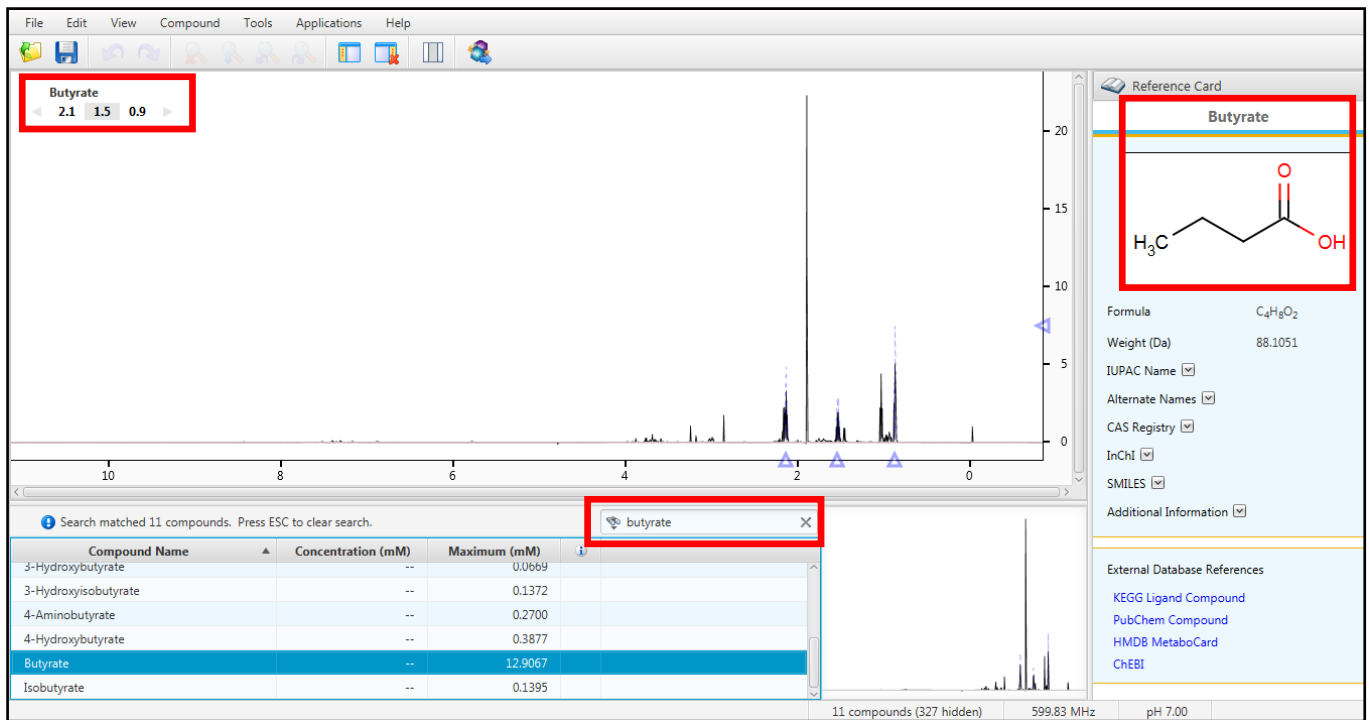 File Edit View Compound Tools Applications Help
Butyrate
2.1 1.5 0.9
20
15
10
5
0
10 8 6 4 2 0
Reference Card
Butyrate
O
H3C OH
Formula C4H8O2
Weight (Da) 88.1051
IUPAC Name
Alternate Names
CAS Registry
InChI
SMILES
Additional Information
External Database References
KEGG Ligand Compound
PubChem Compound
HMDB MetaboCard
ChEBI
Search matched 11 compounds. Press ESC to clear search. butyrate
Compound Name Concentration (mM) Maximum (mM)
3-Hydroxybutyrate -- 0.0669
3-Hydroxyisobutyrate -- 0.1372
4-Aminobutyrate -- 0.2700
4-Hydroxybutyrate -- 0.3877
Butyrate -- 12.9067
Isobutyrate -- 0.1395
11 compounds (327 hidden) 599.83 MHz pH 7.00